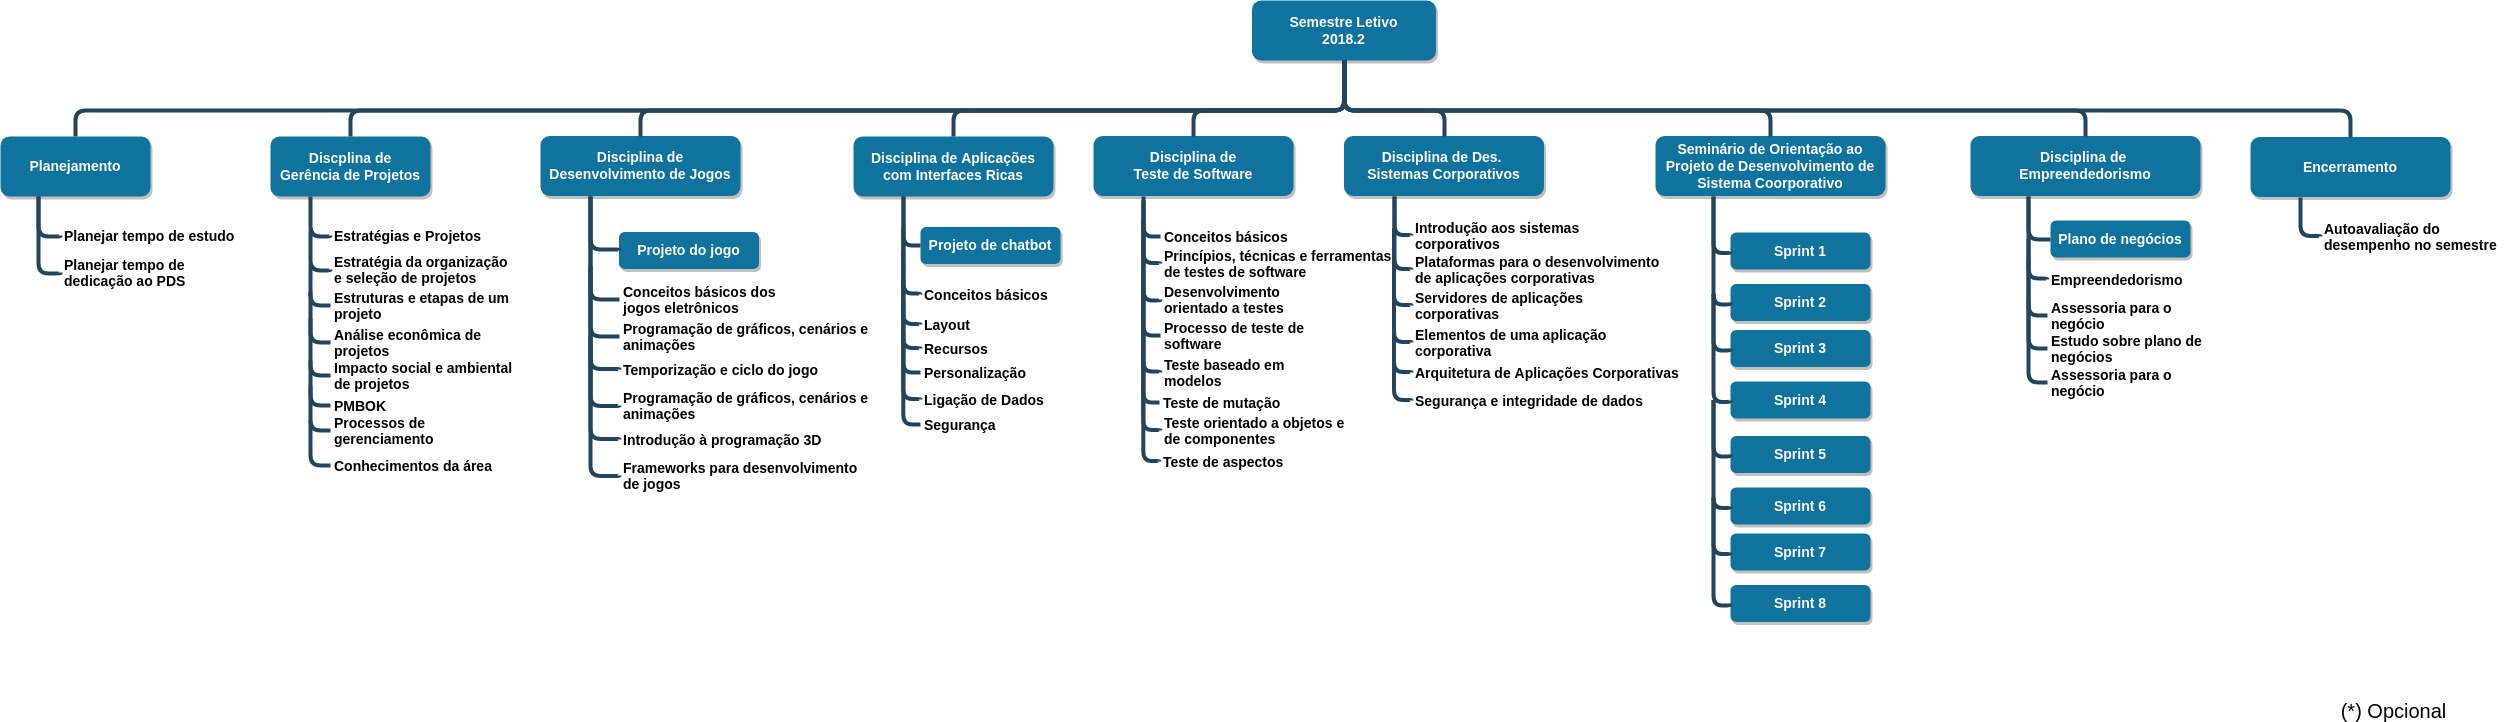 Semestre Letivo
2018.2
Planejamento
Planejar tempo de estudo
Planejar tempo de
dedicação ao PDS
Discplina de
Gerência de Projetos
Estratégias e Projetos
Estratégia da organização
e seleção de projetos
Estruturas e etapas de um
projeto
Análise econômica de
projetos
Impacto social e ambiental
de projetos
PMBOK
Processos de
gerenciamento
Conhecimentos da área
Disciplina de
Desenvolvimento de Jogos
Projeto do jogo
Conceitos básicos dos
jogos eletrônicos
Programação de gráficos, cenários e
animações
Temporização e ciclo do jogo
Programação de gráficos, cenários e
animações
Introdução à programação 3D
Frameworks para desenvolvimento
de jogos
Disciplina de Aplicações
com Interfaces Ricas
Projeto de chatbot
Conceitos básicos
Layout
Recursos
Personalização
Ligação de Dados
Segurança
Disciplina de
Teste de Software
Conceitos básicos
Princípios, técnicas e ferramentas
de testes de software
Desenvolvimento
orientado a testes
Processo de teste de
software
Teste baseado em
modelos
Teste de mutação
Teste orientado a objetos e
de componentes
Teste de aspectos
Disciplina de Des.
Sistemas Corporativos
Introdução aos sistemas
corporativos
Plataformas para o desenvolvimento
de aplicações corporativas
Servidores de aplicações
corporativas
Elementos de uma aplicação
corporativa
Arquitetura de Aplicações Corporativas
Segurança e integridade de dados
Seminário de Orientação ao
Projeto de Desenvolvimento de
Sistema Coorporativo
Sprint 1
Sprint 2
Sprint 3
Sprint 4
Sprint 5
Sprint 6
Sprint 7
Sprint 8
Disciplina de
Empreendedorismo
Plano de negócios
Empreendedorismo
Assessoria para o
negócio
Estudo sobre plano de
negócios
Assessoria para o
negócio
Encerramento
Autoavaliação do
desempenho no semestre
(*) Opcional